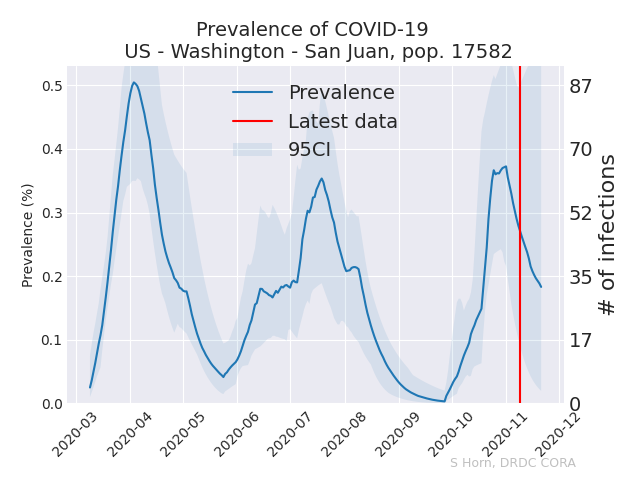 Prevalence of COVID-19
US - Washington - San Juan, pop. 17582
Prevalence
Latest data
95CI
Prevalence (%)
0.5
0.4
0.3
0.2
0.1
0.0
87
70
52
35
17
0
# of infections
2020-03
2020-04
2020-05
2020-06
2020-07
2020-08
2020-09
2020-10
2020-11
2020-12
S Horn, DRDC CORA